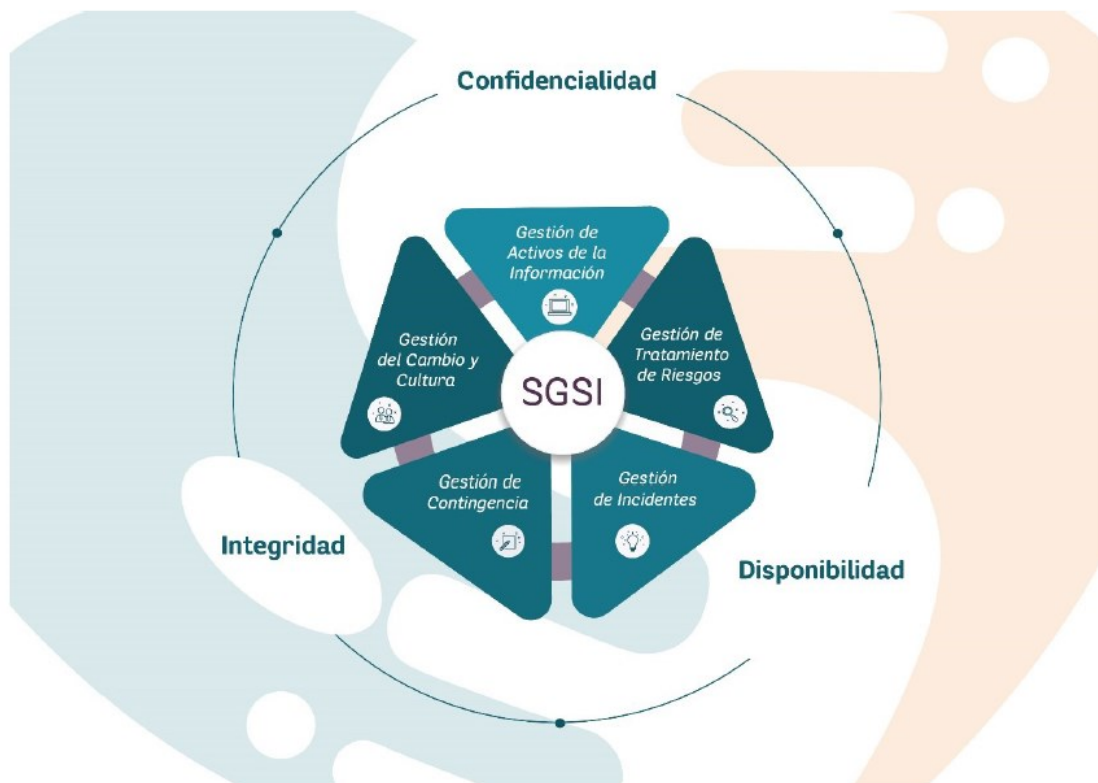 Confidencialidad
Gestión de
Activos de la
Información
Gestión
del Cambio y
Cultura
Gestión de
Tratamiento
de Riesgos
SGSI
Gestión de
Contingencia
Gestión
de Incidentes
Integridad
Disponibilidad